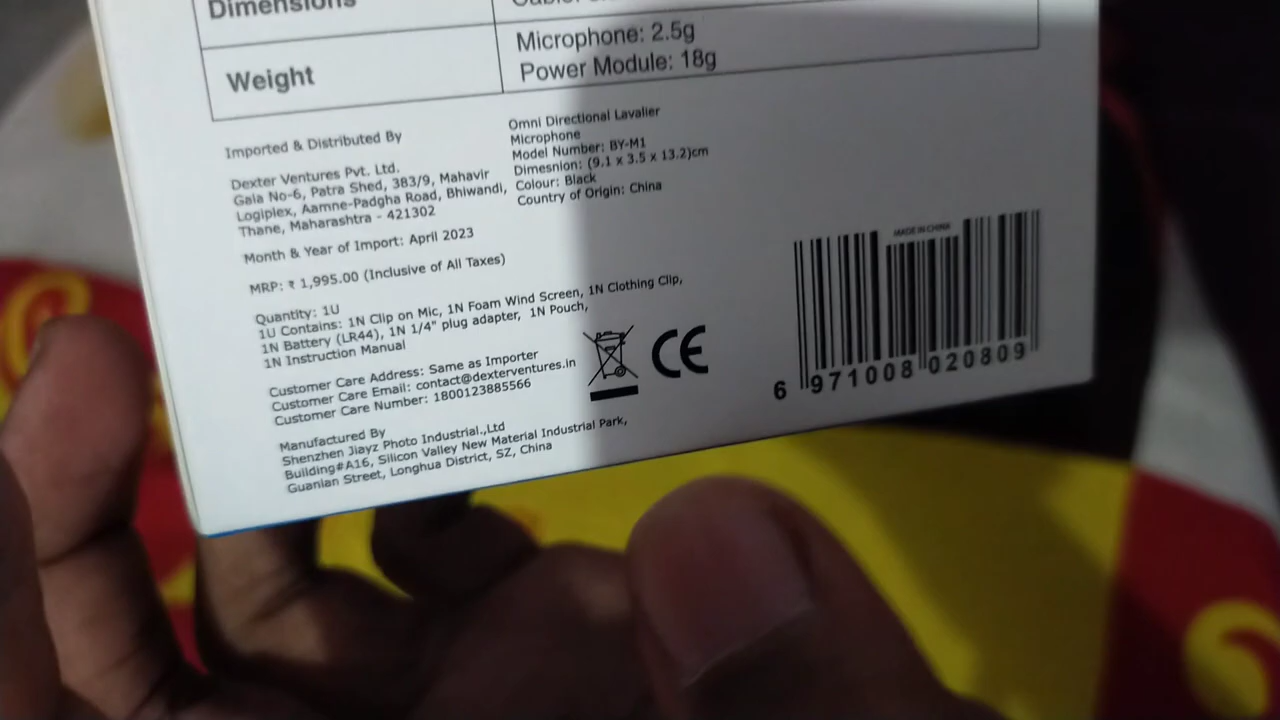 Dimensions
Weight
Microphone: 2.5g
Power Module: 18g
Imported & Distributed By
Dexter Ventures Pvt. Ltd.
Gala No-6, Patra Shed, 383/9, Mahavir
Logiplex, Aamne-Padgha Road, Bhiwandi,
Thane, Maharashtra - 421302
Month & Year of Import: April 2023
MRP: ₹ 1,995.00 (Inclusive of All Taxes)
Quantity: 1U
1U Contains: 1N Clip on Mic, 1N Foam Wind Screen, 1N Clothing Clip,
1N Battery (LR44), 1N 1/4" plug adapter, 1N Pouch,
1N Instruction Manual
Customer Care Address: Same as Importer
Customer Care Email: contact@dexterventures.in
Customer Care Number: 1800123885566
Manufactured By
Shenzhen Jiayz Photo Industrial.,Ltd
Building#A16, Silicon Valley New Material Industrial Park,
Guanlan Street, Longhua District, SZ, China
Omni Directional Lavalier
Microphone
Model Number: BY-M1
Dimesnion: (9.1 x 3.5 x 13.2)cm
Colour: Black
Country of Origin: China
CE
MADE IN CHINA
6 971008 020809